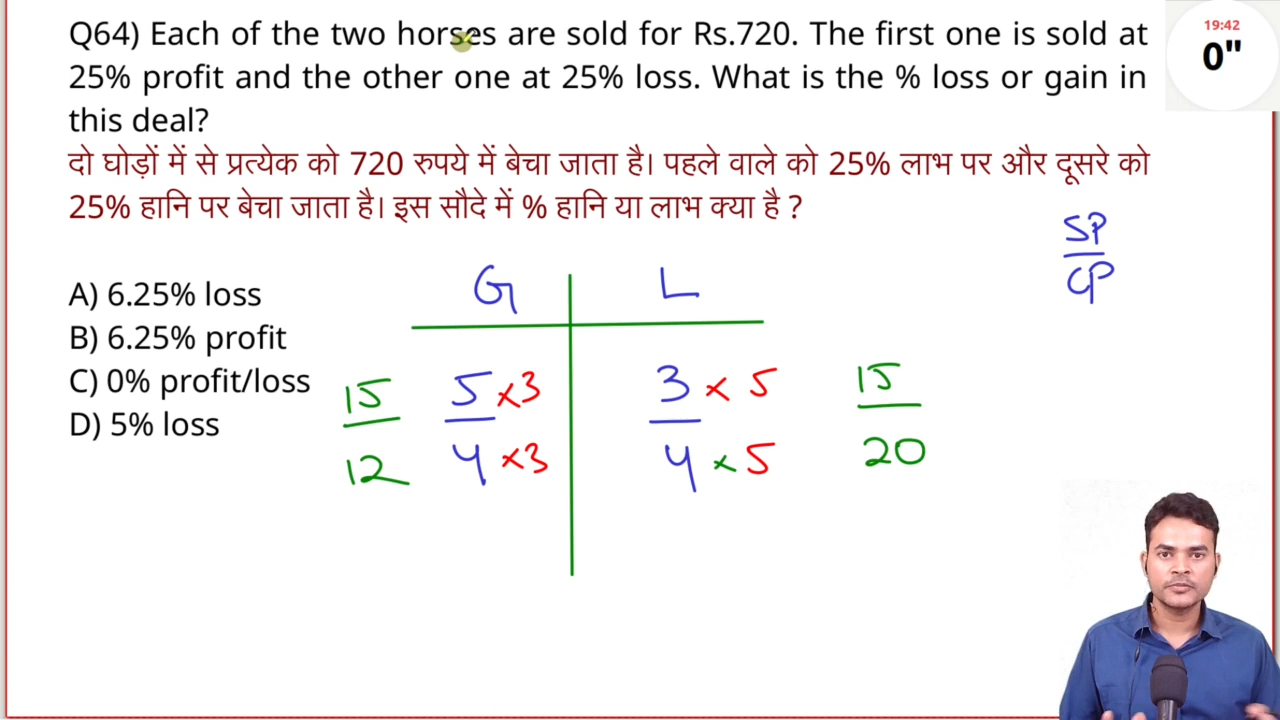 Q64) Each of the two horses are sold for Rs.720. The first one is sold at
25% profit and the other one at 25% loss. What is the % loss or gain in
this deal?
दो घोड़ों में से प्रत्येक को 720 रुपये में बेचा जाता है। पहले वाले को 25% लाभ पर और दूसरे को
25% हानि पर बेचा जाता है। इस सौदे में % हानि या लाभ क्या है ?
19:42
0"
SP
CP
A) 6.25% loss
B) 6.25% profit
C) 0% profit/loss
D) 5% loss
G L
15 5 ×3 3 × 5 15
12 4 ×3 4 × 5 20